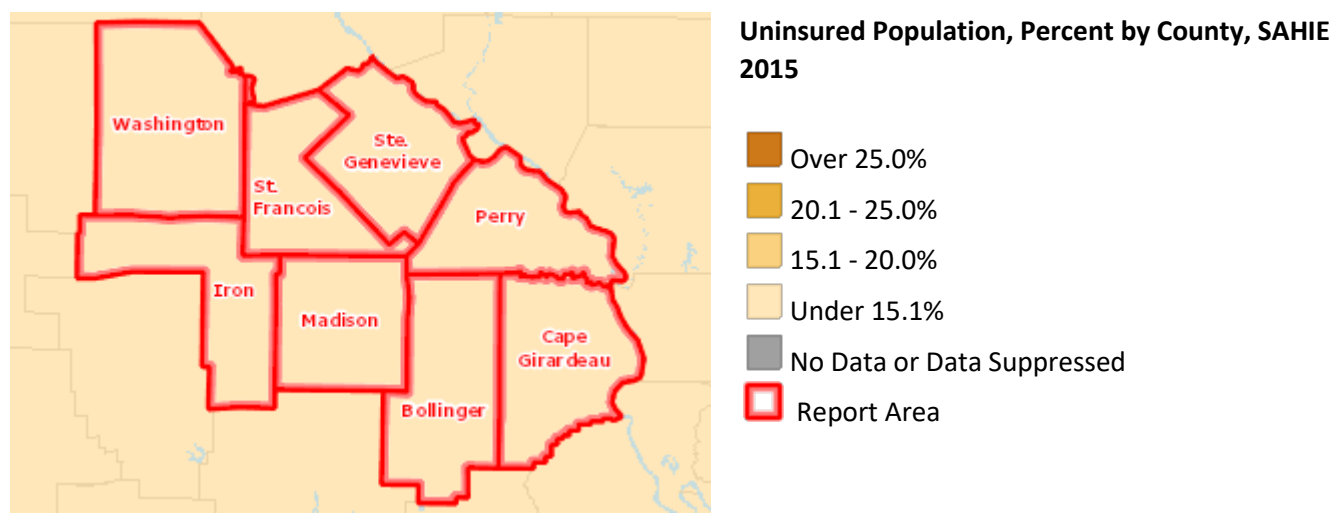 Uninsured Population, Percent by County, SAHIE
2015
Washington
Ste.
Genevieve
St.
Francois
Perry
Iron
Madison
Cape
Girardeau
Bollinger
Over 25.0%
20.1 - 25.0%
15.1 - 20.0%
Under 15.1%
No Data or Data Suppressed
Report Area